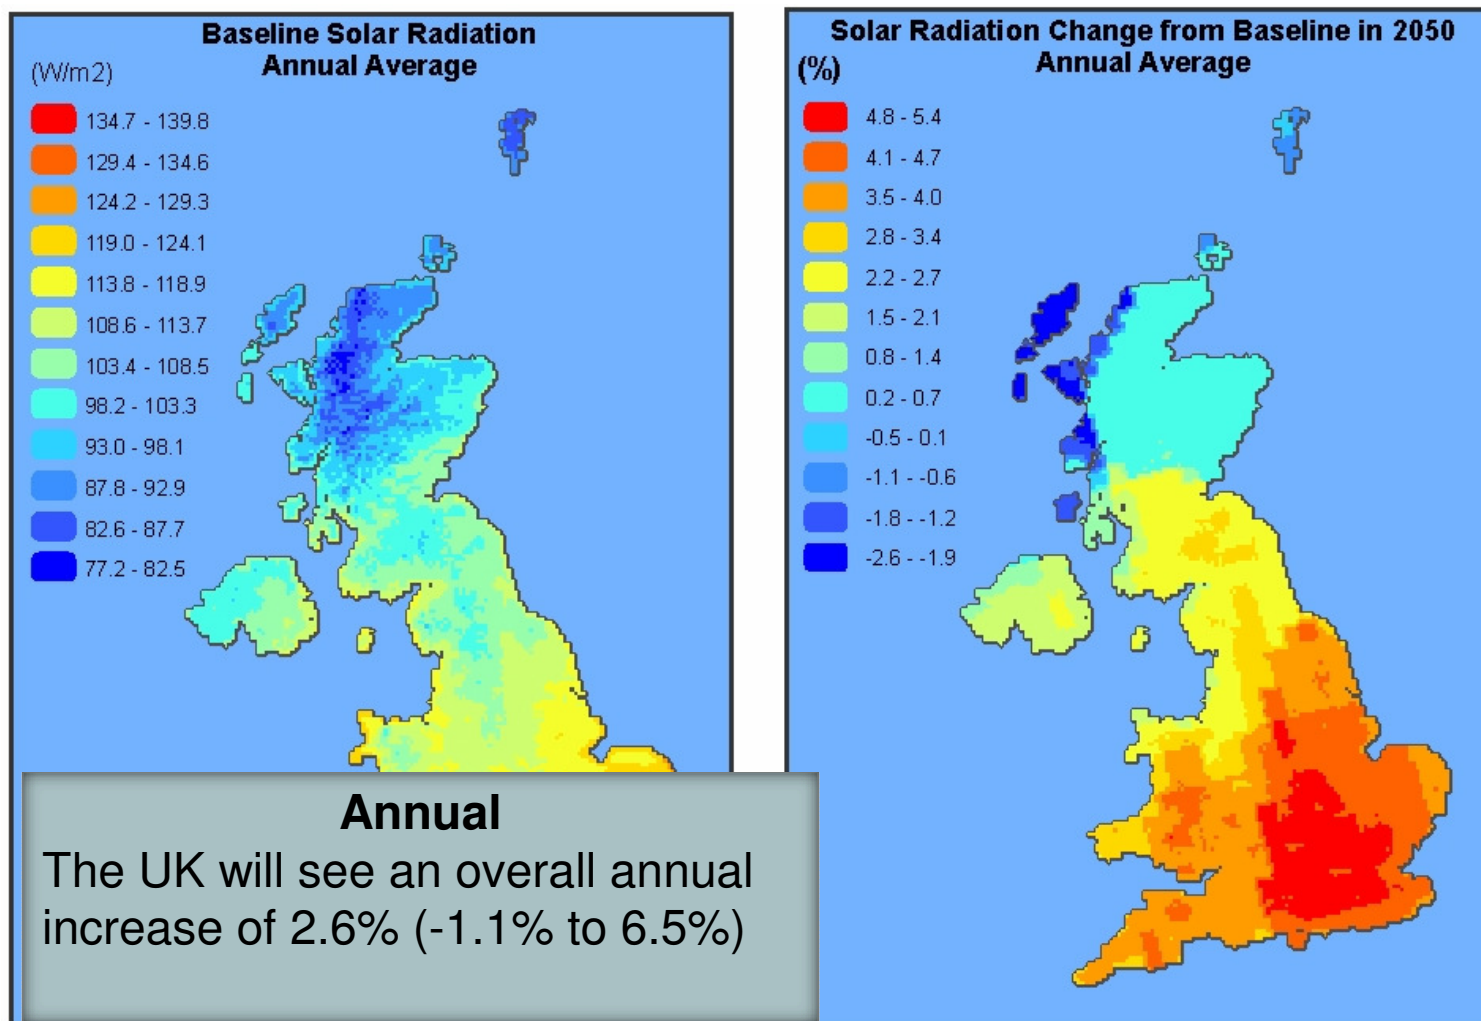 Baseline Solar Radiation
Annual Average
(W/m2)
134.7 - 139.8
129.4 - 134.6
124.2 - 129.3
119.0 - 124.1
113.8 - 118.9
108.6 - 113.7
103.4 - 108.5
98.2 - 103.3
93.0 - 98.1
87.8 - 92.9
82.6 - 87.7
77.2 - 82.5
Solar Radiation Change from Baseline in 2050
Annual Average
(%)
4.8 - 5.4
4.1 - 4.7
3.5 - 4.0
2.8 - 3.4
2.2 - 2.7
1.5 - 2.1
0.8 - 1.4
0.2 - 0.7
-0.5 - 0.1
-1.1 - -0.6
-1.8 - -1.2
-2.6 - -1.9
Annual
The UK will see an overall annual
increase of 2.6% (-1.1% to 6.5%)